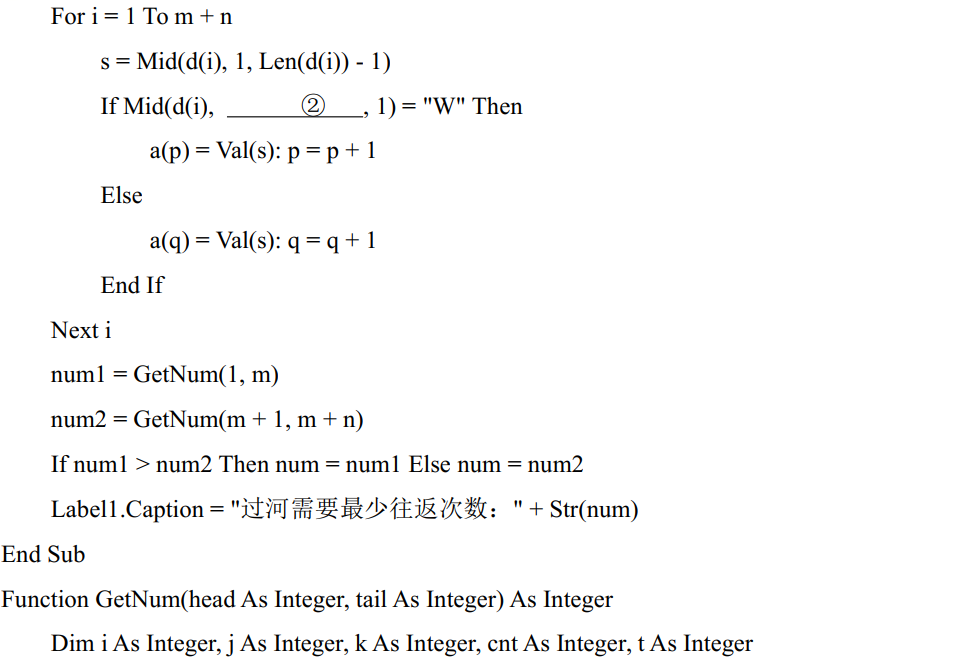 For i = 1 To m + n
s = Mid(d(i), 1, Len(d(i)) - 1)
If Mid(d(i), ______②___, 1) = "W" Then
a(p) = Val(s): p = p + 1
Else
a(q) = Val(s): q = q + 1
End If
Next i
num1 = GetNum(1, m)
num2 = GetNum(m + 1, m + n)
If num1 > num2 Then num = num1 Else num = num2
Label1.Caption = "过河需要最少往返次数：" + Str(num)
End Sub
Function GetNum(head As Integer, tail As Integer) As Integer
Dim i As Integer, j As Integer, k As Integer, cnt As Integer, t As Integer